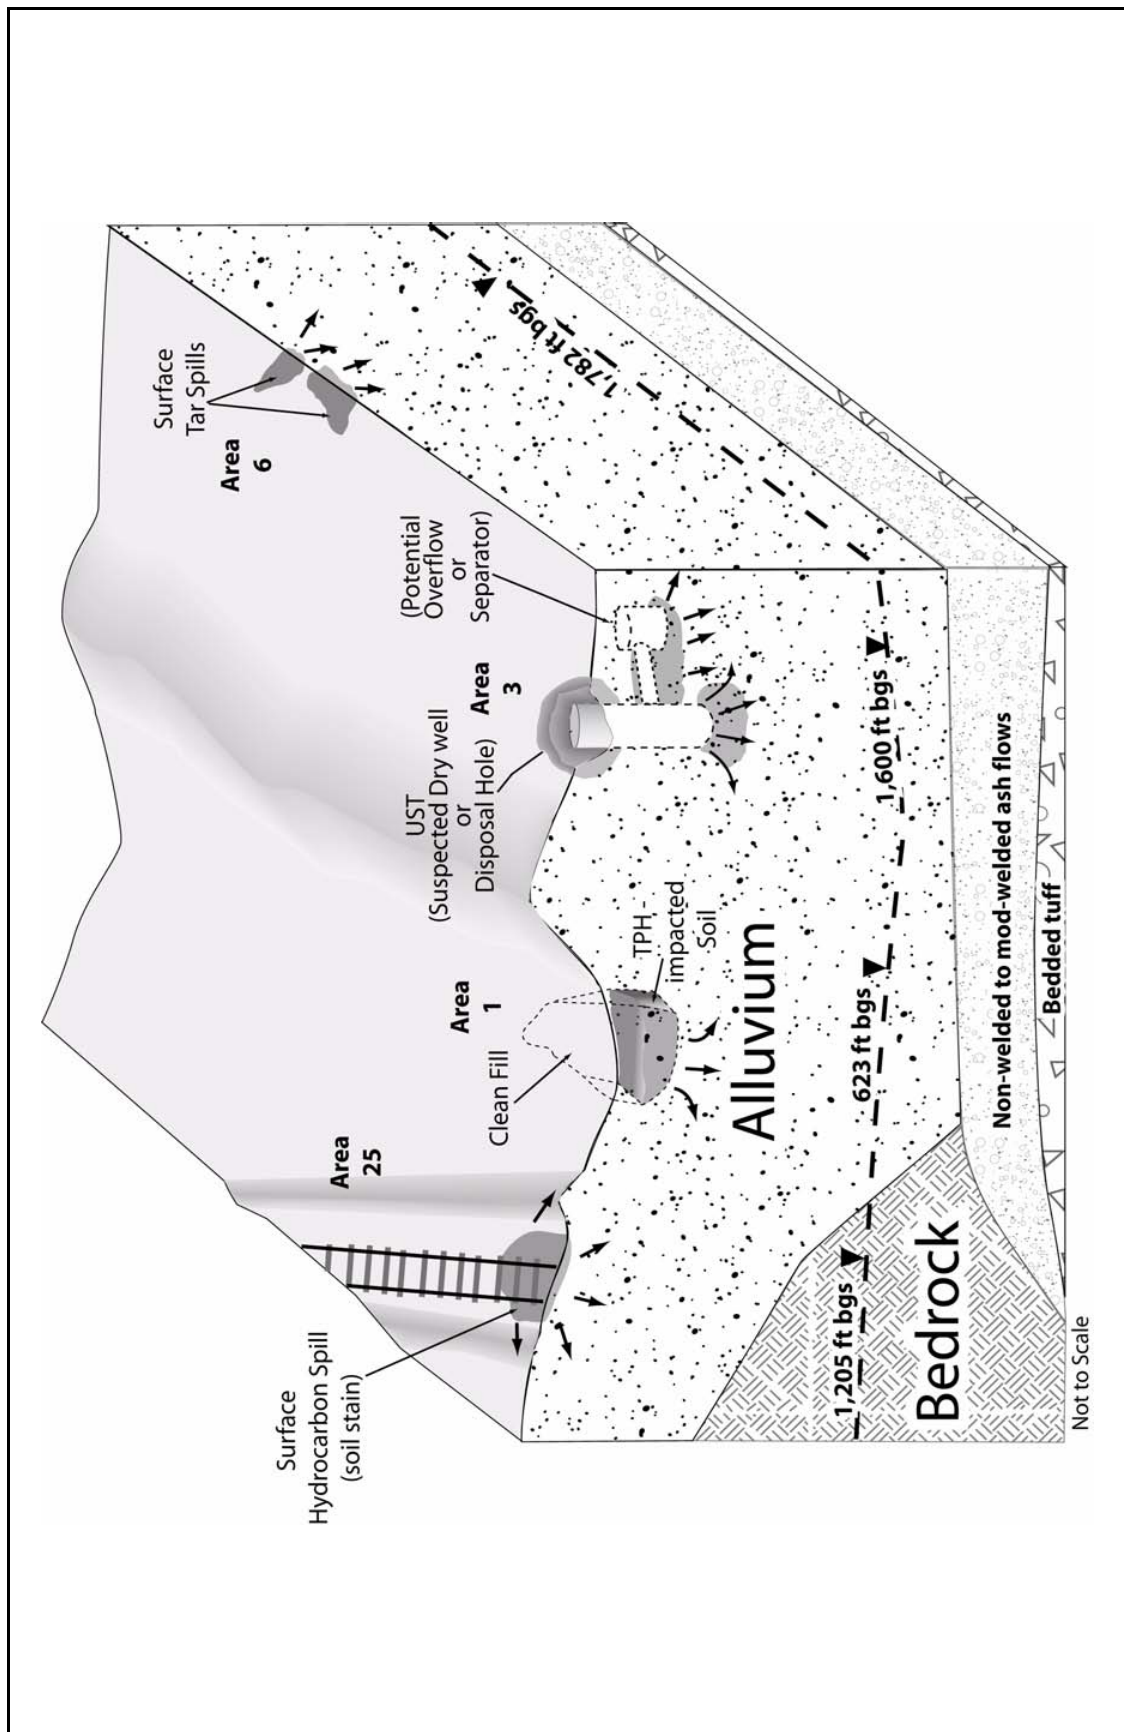 Surface
Hydrocarbon Spill
(soil stain)
Area
25
Clean Fill
Area
1
TPH-
impacted
Soil
UST
(Suspected Dry well
or
Disposal Hole)
Area
3
(Potential
Overflow
or
Separator)
Area
6
Surface
Tar Spills
Alluvium
1,205 ft bgs
623 ft bgs
1,600 ft bgs
1,782 ft bgs
Bedrock
Non-welded to mod-welded ash flows
Bedded tuff
Not to Scale